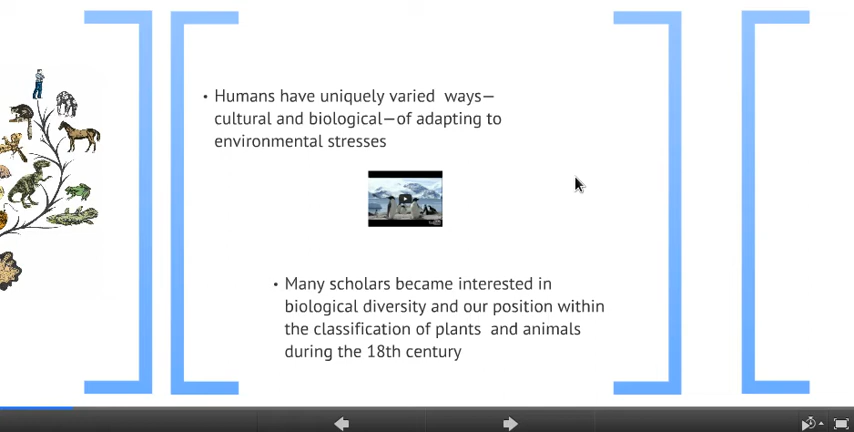 • Humans have uniquely varied ways—
cultural and biological—of adapting to
environmental stresses
• Many scholars became interested in
biological diversity and our position within
the classification of plants and animals
during the 18th century